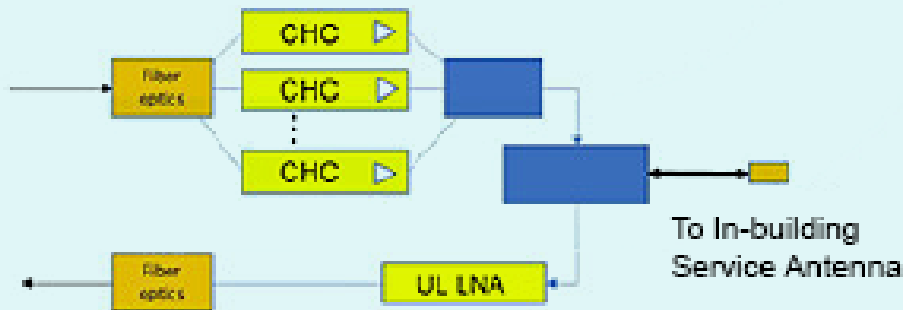 CHC
Fiber
optics
CHC
CHC
To In-building
Service Antenna
Fiber
optics
UL LNA